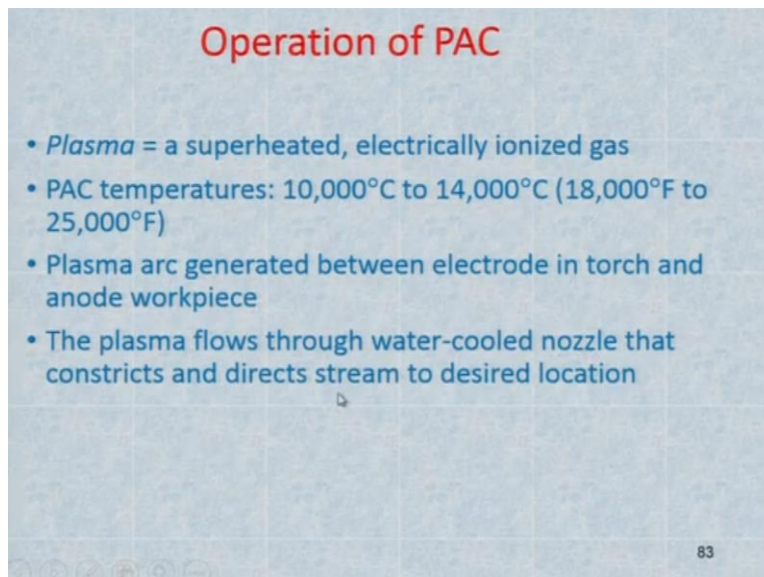 Operation of PAC
• Plasma = a superheated, electrically ionized gas
• PAC temperatures: 10,000°C to 14,000°C (18,000°F to
25,000°F)
• Plasma arc generated between electrode in torch and
anode workpiece
• The plasma flows through water-cooled nozzle that
constricts and directs stream to desired location
83